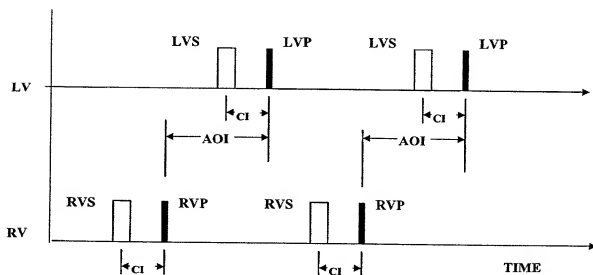 LVS LVP LVS LVP
LV
CI CI
AOI AOI
RVS RVP RVS RVP
RV
CI CI TIME